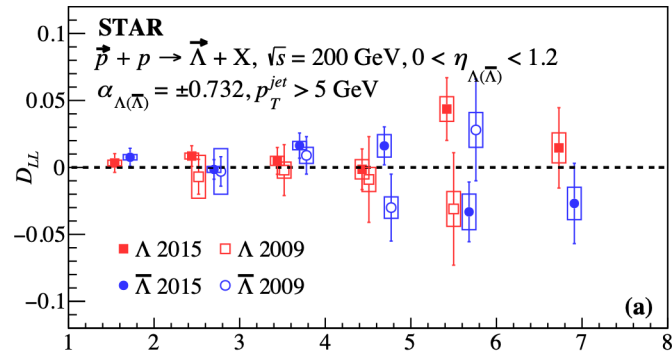 STAR
p⃗ + p → Λ⃗ + X, √s = 200 GeV, 0 < η_Λ(Λ̅) < 1.2
α_Λ(Λ̅) = ±0.732, p_T^jet > 5 GeV
D_LL
0.1
0.05
0
−0.05
−0.1
Λ 2015
Λ 2009
Λ̅ 2015
Λ̅ 2009
(a)
1 2 3 4 5 6 7 8